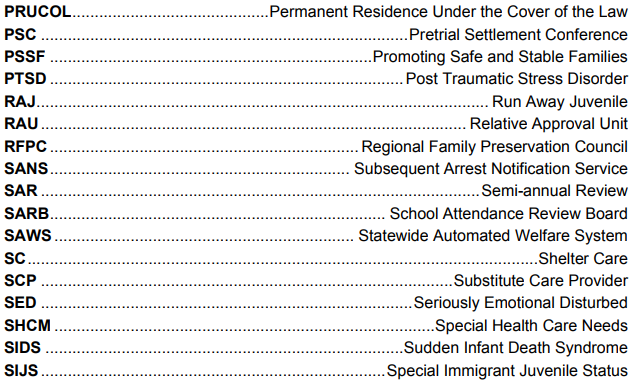 PRUCOL............................................Permanent Residence Under the Cover of the Law
PSC ...................................................................................Pretrial Settlement Conference
PSSF .........................................................................Promoting Safe and Stable Families
PTSD ................................................................................Post Traumatic Stress Disorder
RAJ..................................................................................................... Run Away Juvenile
RAU ................................................................................................ Relative Approval Unit
RFPC ...................................................................... Regional Family Preservation Council
SANS ..................................................................... Subsequent Arrest Notification Service
SAR ....................................................................................................Semi-annual Review
SARB........................................................................... School Attendance Review Board
SAWS .................................................................... Statewide Automated Welfare System
SC...................................................................................................................Shelter Care
SCP ..............................................................................................Substitute Care Provider
SED .....................................................................................Seriously Emotional Disturbed
SHCM ......................................................................................Special Health Care Needs
SIDS ................................................................................Sudden Infant Death Syndrome
SIJS ............................................................................Special Immigrant Juvenile Status